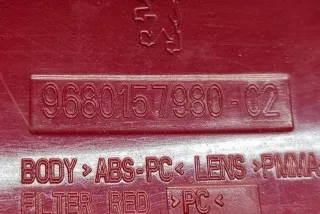 9680157980-02
BODY >ABS-PC< LENS >PMMA
FILTER RED >PC<